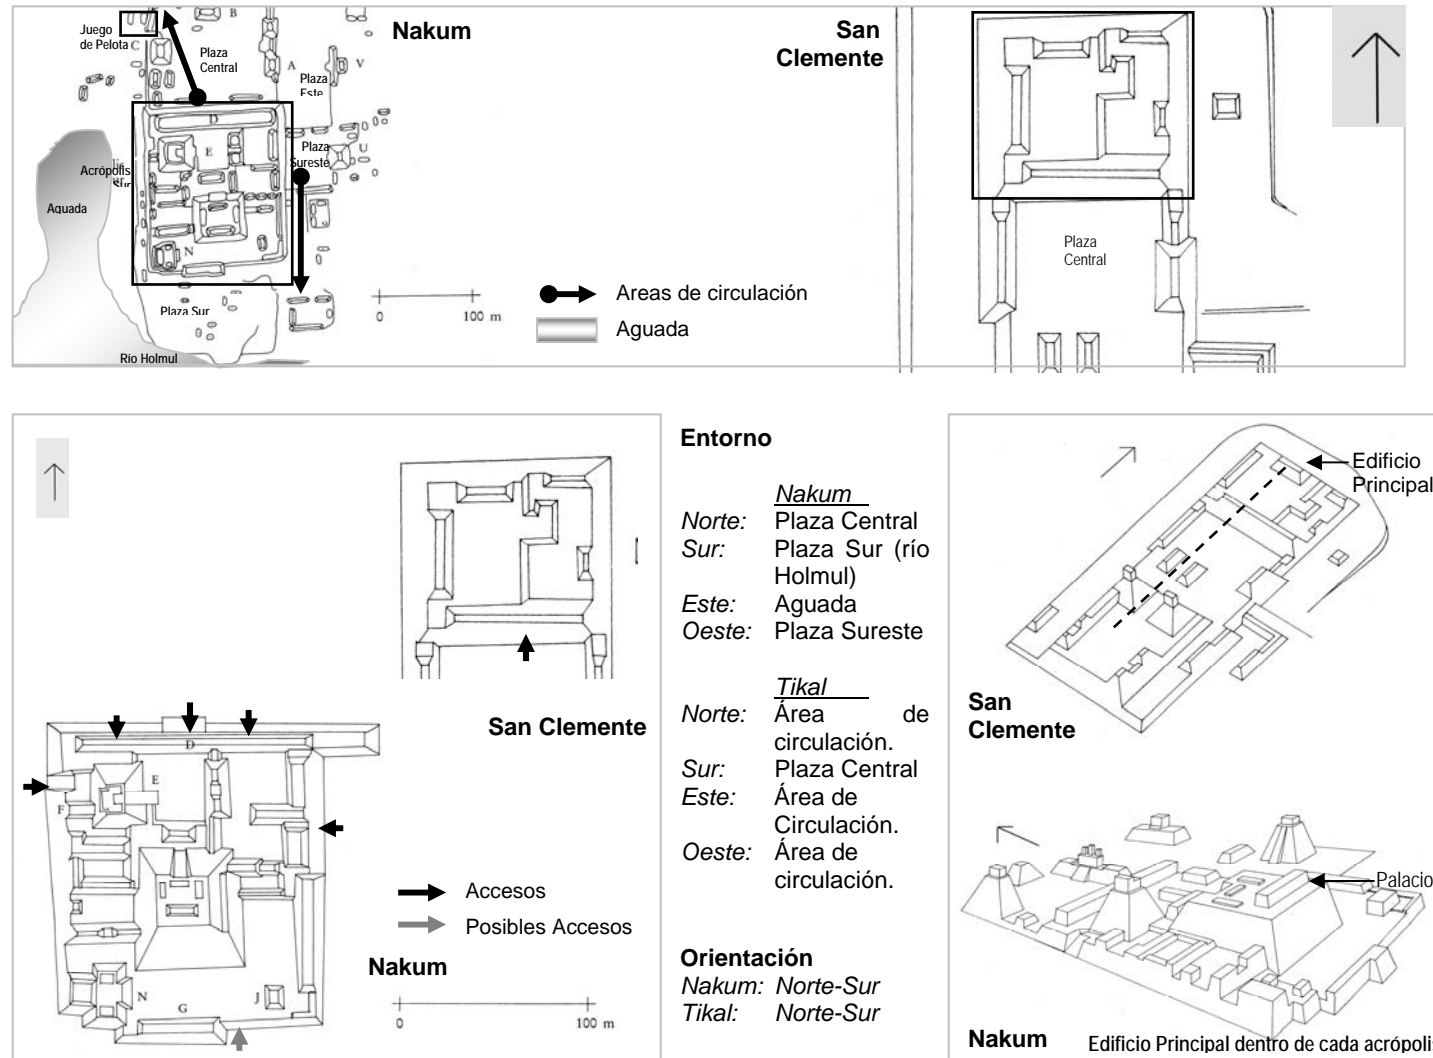 Juego
de Pelota
C
B
Nakum
Plaza
Central
A
V
Plaza
Este
D
E
Plaza
Sureste
U
Acrópolis
Sur
Aguada
N
Plaza Sur
Río Holmul
0
100 m
Areas de circulación
Aguada
San
Clemente
Plaza
Central
San Clemente
D
E
F
N
G
J
Accesos
Posibles Accesos
Nakum
0
100 m
Entorno
Nakum
Norte: Plaza Central
Sur: Plaza Sur (río
Holmul)
Este: Aguada
Oeste: Plaza Sureste
Tikal
Norte: Área de
circulación.
Sur: Plaza Central
Este: Área de
Circulación.
Oeste: Área de
circulación.
Orientación
Nakum: Norte-Sur
Tikal: Norte-Sur
Edificio
Principal
San
Clemente
Palacio
Nakum
Edificio Principal dentro de cada acrópolis